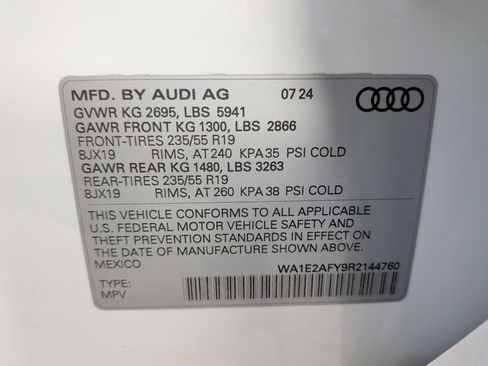 MFD. BY AUDI AG 07 24
GVWR KG 2695, LBS 5941
GAWR FRONT KG 1300, LBS 2866
FRONT-TIRES 235/55 R19
8JX19 RIMS, AT 240 KPA 35 PSI COLD
GAWR REAR KG 1480, LBS 3263
REAR-TIRES 235/55 R19
8JX19 RIMS, AT 260 KPA 38 PSI COLD
THIS VEHICLE CONFORMS TO ALL APPLICABLE
U.S. FEDERAL MOTOR VEHICLE SAFETY AND
THEFT PREVENTION STANDARDS IN EFFECT ON
THE DATE OF MANUFACTURE SHOWN ABOVE.
MEXICO WA1E2AFY9R2144760
TYPE:
MPV